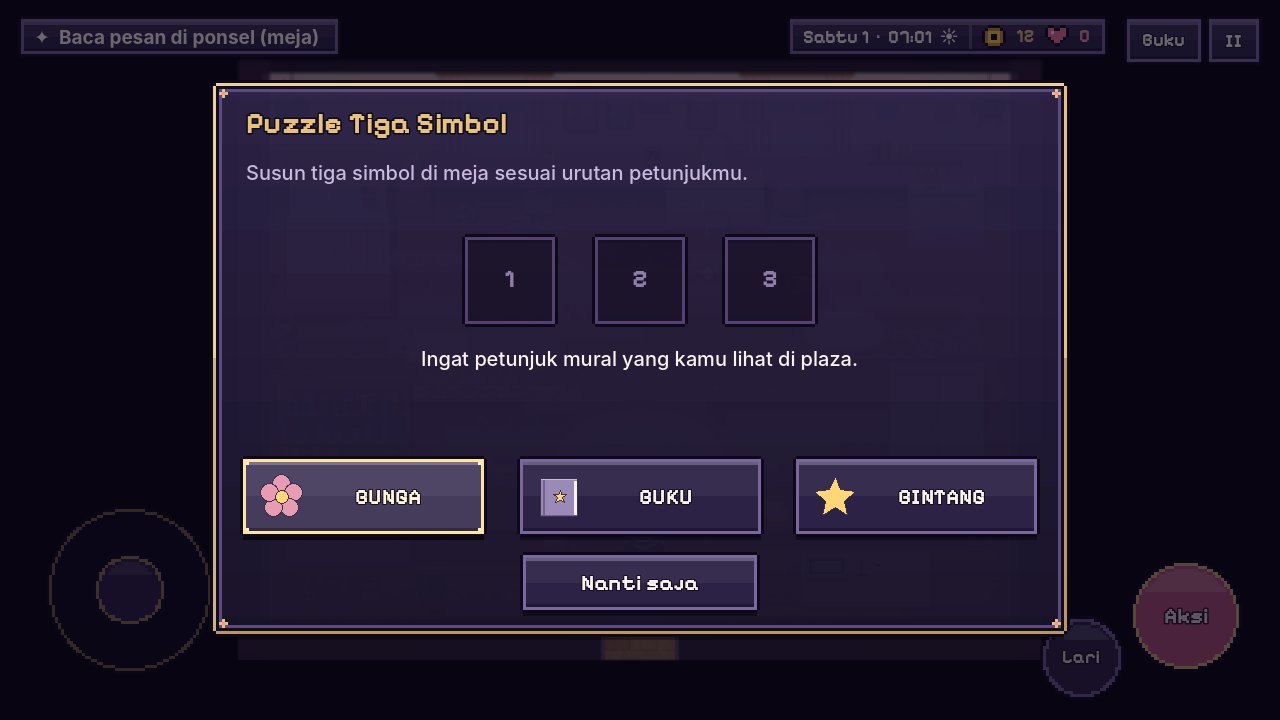 Baca pesan di ponsel (meja)
Sabtu 1 · 07:01
18
0
Buku
II
Puzzle Tiga Simbol
Susun tiga simbol di meja sesuai urutan petunjukmu.
1
2
3
Ingat petunjuk mural yang kamu lihat di plaza.
BUNGA
BUKU
BINTANG
Nanti saja
Aksi
Lari